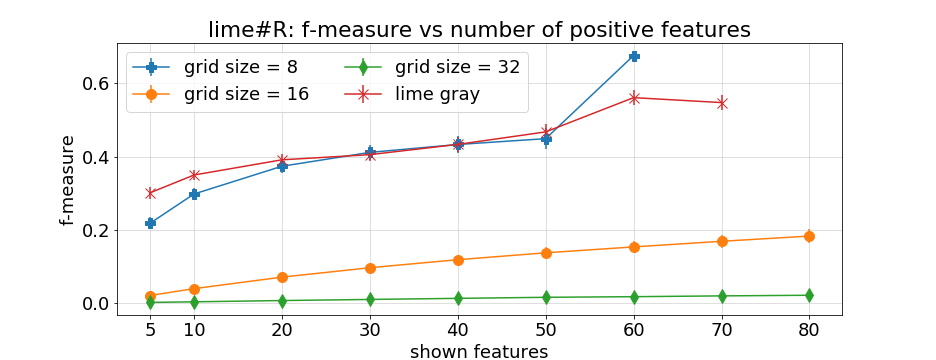 lime#R: f-measure vs number of positive features
grid size = 8
grid size = 16
grid size = 32
lime gray
f-measure
0.6
0.4
0.2
0.0
5 10 20 30 40 50 60 70 80
shown features